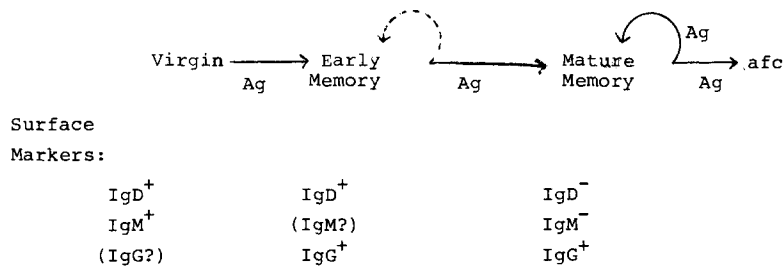 Ag
Virgin Early Mature afc
Ag Memory Ag Memory Ag
Surface
Markers:
IgD+ IgD+ IgD-
IgM+ (IgM?) IgM-
(IgG?) IgG+ IgG+